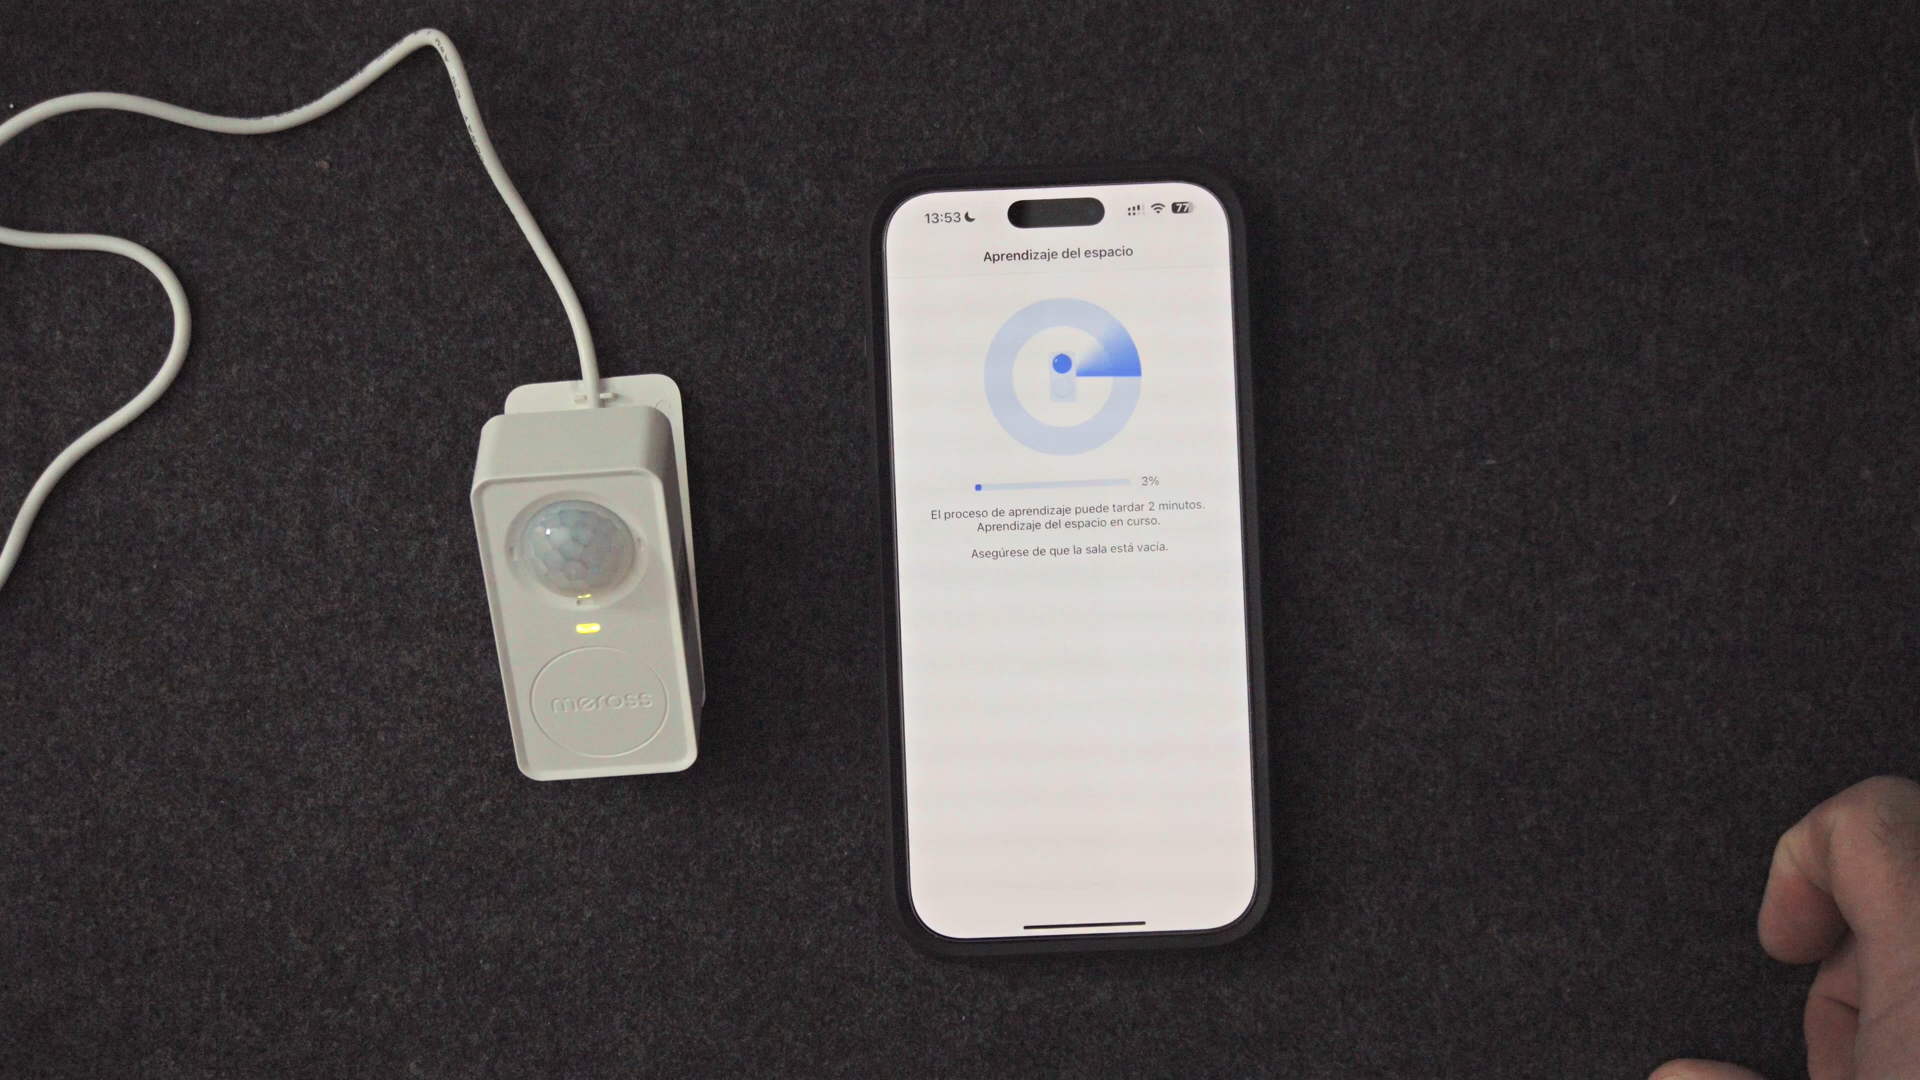 13:53
77
Aprendizaje del espacio
3%
El proceso de aprendizaje puede tardar 2 minutos.
Aprendizaje del espacio en curso.
Asegúrese de que la sala está vacía.
meross